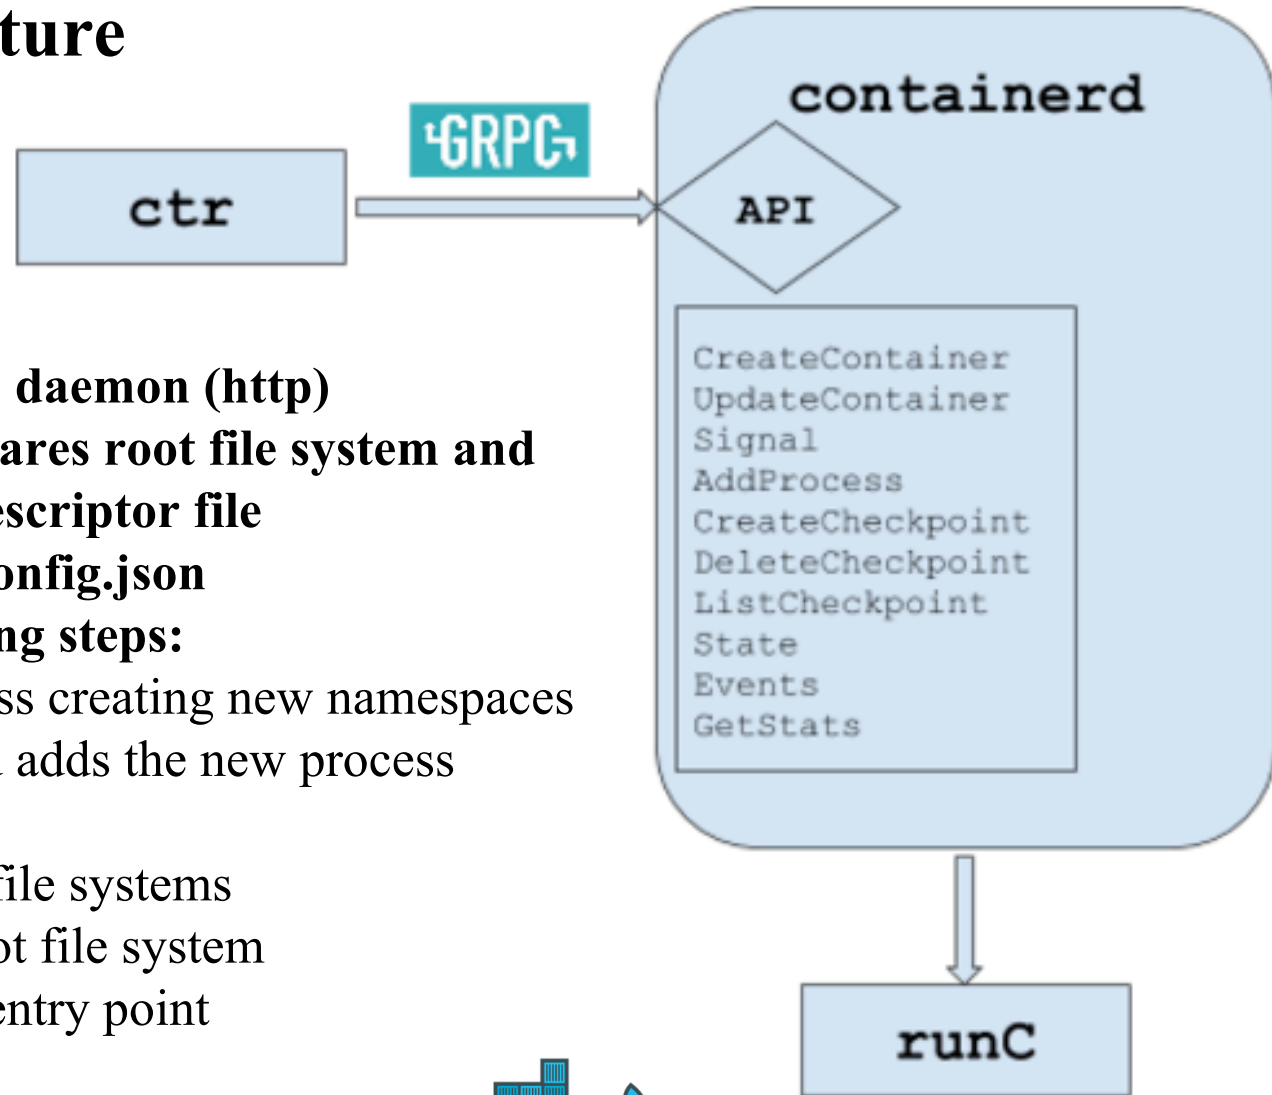 ture
containerd
GRPC
ctr
API
daemon (http)
ares root file system and
escriptor file
onfig.json
ng steps:
ss creating new namespaces
adds the new process
file systems
ot file system
entry point
CreateContainer
UpdateContainer
Signal
AddProcess
CreateCheckpoint
DeleteCheckpoint
ListCheckpoint
State
Events
GetStats
runC